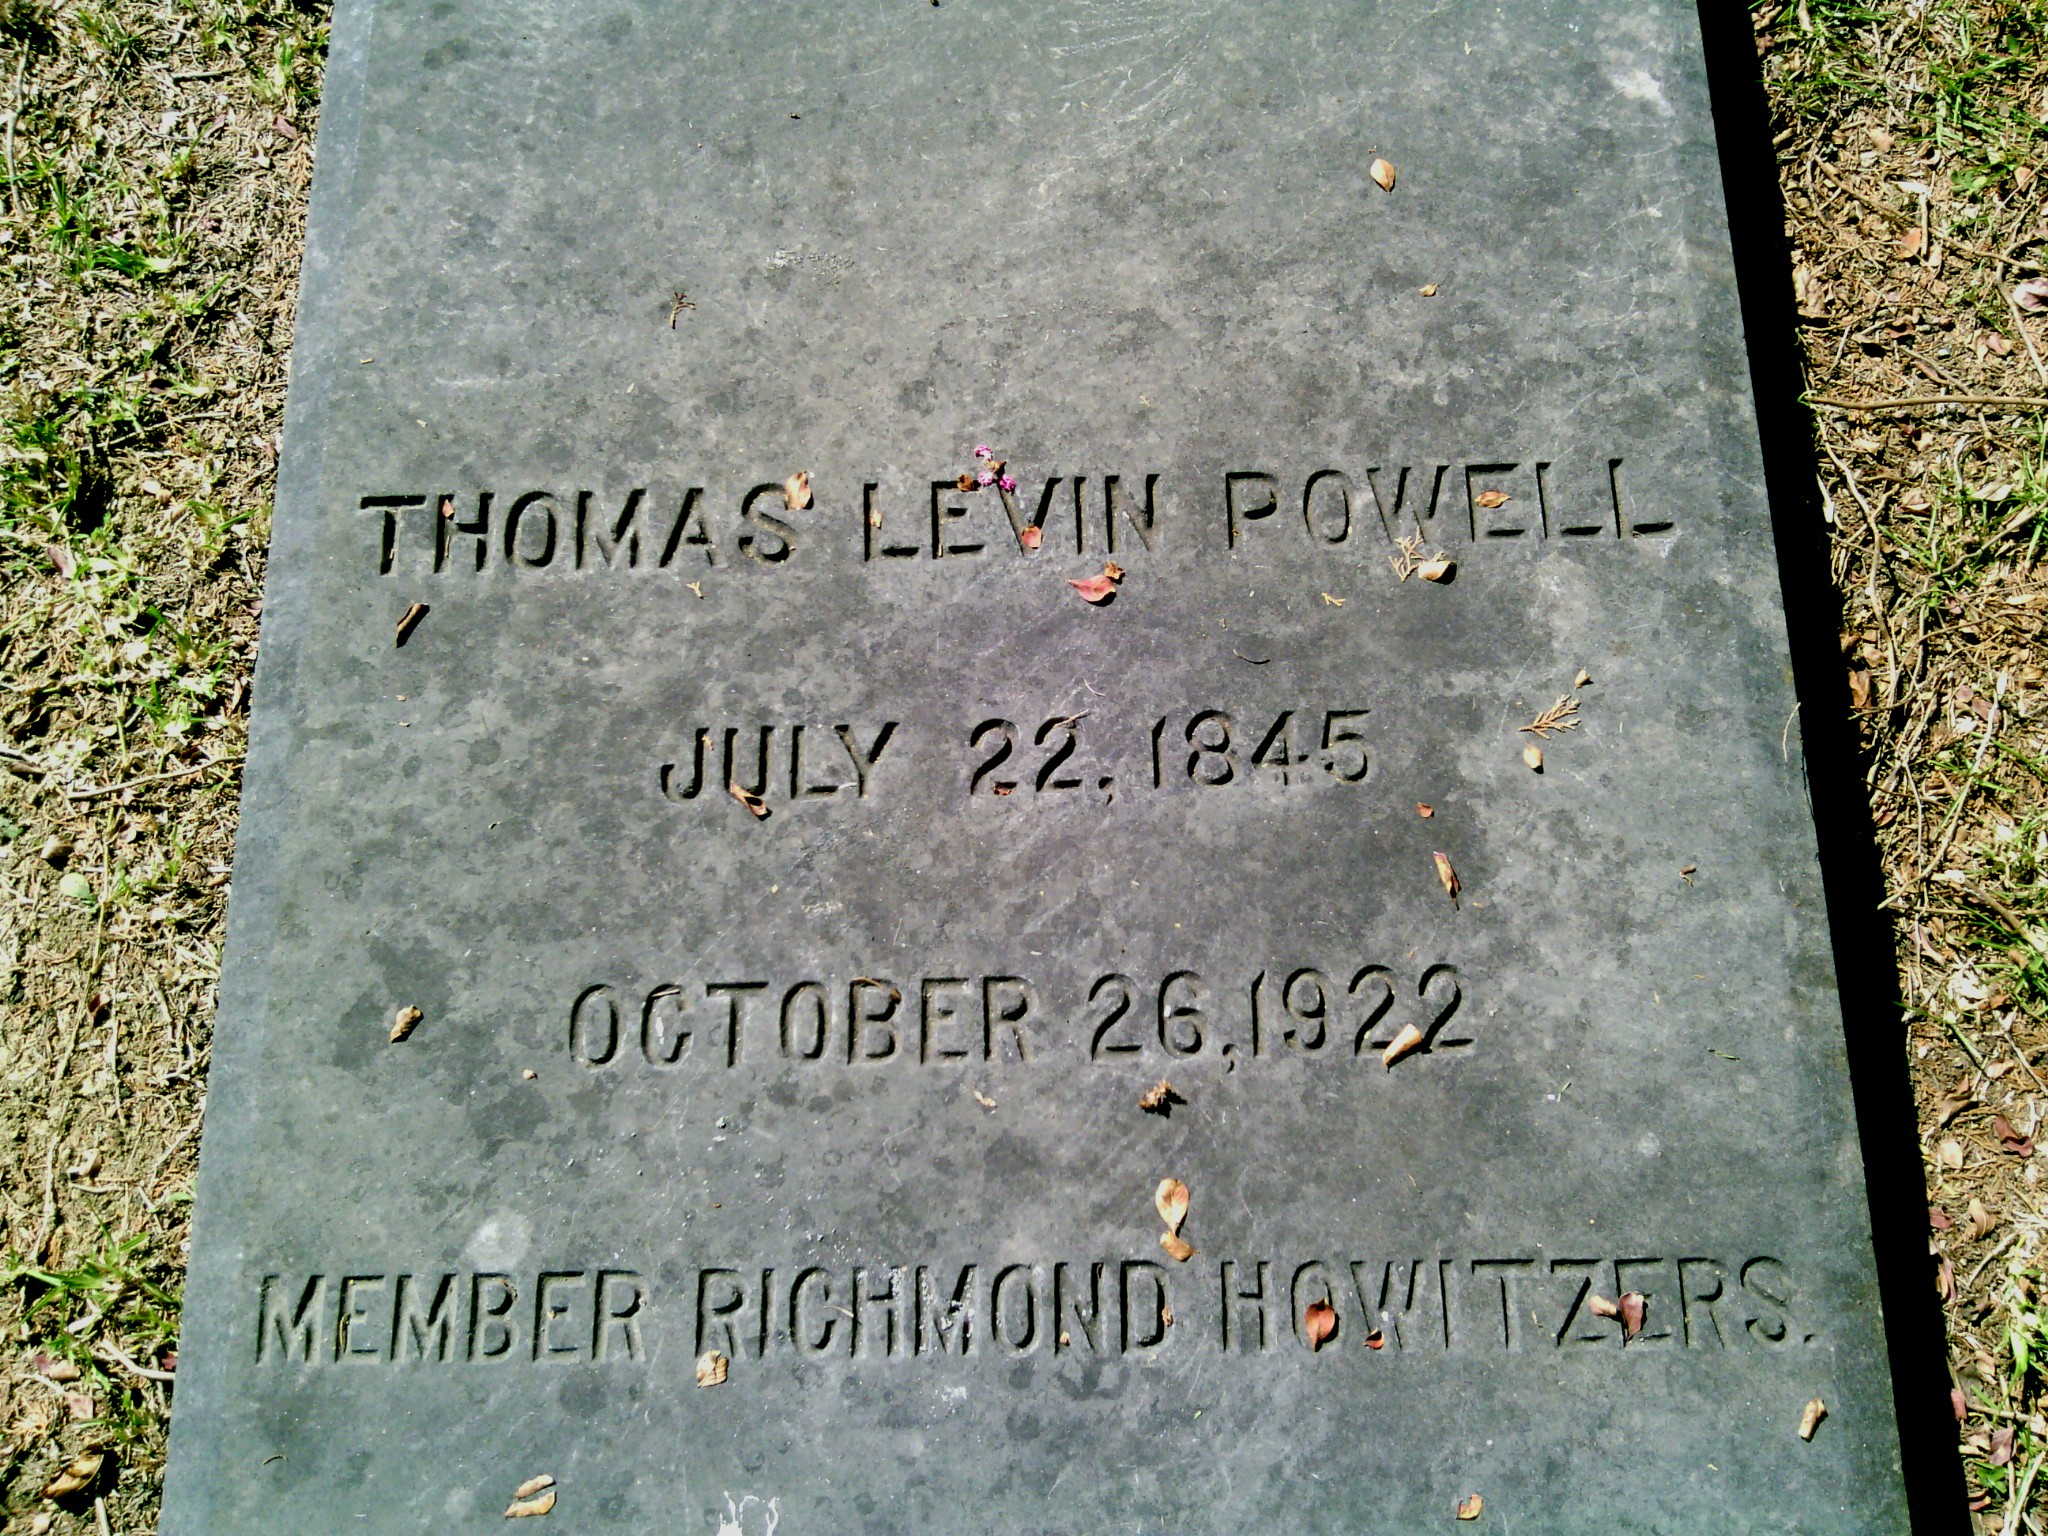 THOMAS LEVIN POWELL
JULY 22, 1845
OCTOBER 26, 1922
MEMBER RICHMOND HOWITZERS.